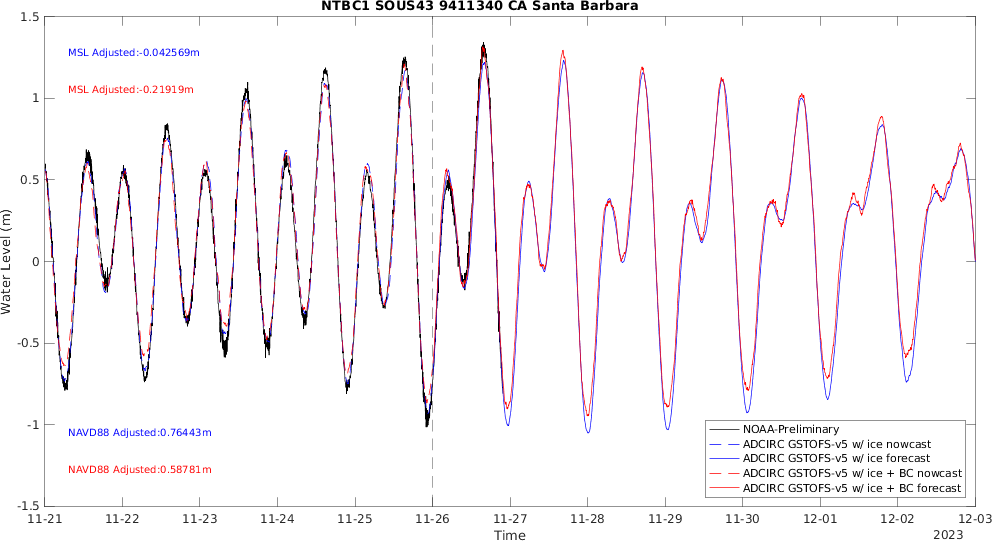 NTBC1 SOUS43 9411340 CA Santa Barbara
1.5
1
0.5
0
-0.5
-1
-1.5
Water Level (m)
MSL Adjusted:-0.042569m
MSL Adjusted:-0.21919m
NAVD88 Adjusted:0.76443m
NAVD88 Adjusted:0.58781m
NOAA-Preliminary
ADCIRC GSTOFS-v5 w/ ice nowcast
ADCIRC GSTOFS-v5 w/ ice forecast
ADCIRC GSTOFS-v5 w/ ice + BC nowcast
ADCIRC GSTOFS-v5 w/ ice + BC forecast
11-21 11-22 11-23 11-24 11-25 11-26 11-27 11-28 11-29 11-30 12-01 12-02 12-03
Time
2023